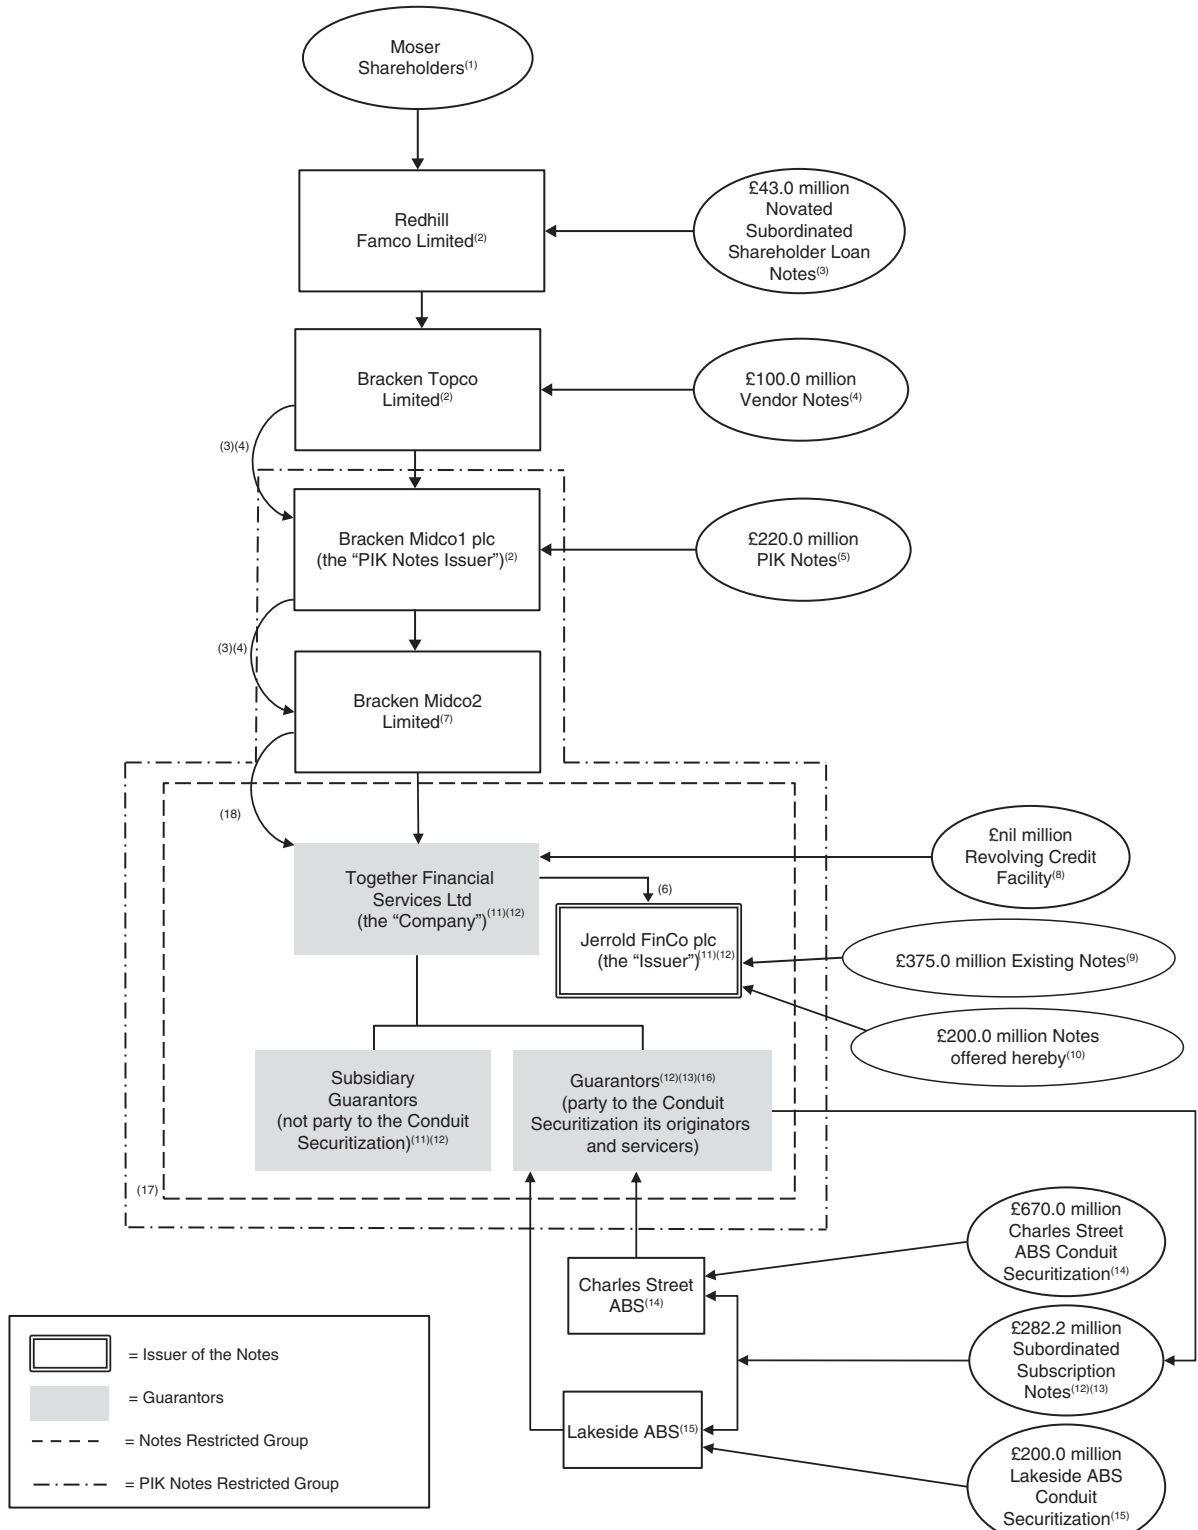 Moser
Shareholders(1)
Redhill
Famco Limited(2)
£43.0 million
Novated
Subordinated
Shareholder Loan
Notes(3)
Bracken Topco
Limited(2)
£100.0 million
Vendor Notes(4)
(3)(4)
Bracken Midco1 plc
(the “PIK Notes Issuer”)(2)
£220.0 million
PIK Notes(5)
(3)(4)
Bracken Midco2
Limited(7)
(18)
£nil million
Revolving Credit
Facility(8)
Together Financial
Services Ltd
(the “Company”)(11)(12)
(6)
Jerrold FinCo plc
(the “Issuer”)(11)(12)
£375.0 million Existing Notes(9)
£200.0 million Notes
offered hereby(10)
Subsidiary
Guarantors
(not party to the Conduit
Securitization)(11)(12)
Guarantors(12)(13)(16)
(party to the Conduit
Securitization its originators
and servicers)
(17)
£670.0 million
Charles Street
ABS Conduit
Securitization(14)
Charles Street
ABS(14)
£282.2 million
Subordinated
Subscription
Notes(12)(13)
Lakeside ABS(15)
£200.0 million
Lakeside ABS
Conduit
Securitization(15)
= Issuer of the Notes
= Guarantors
= Notes Restricted Group
= PIK Notes Restricted Group